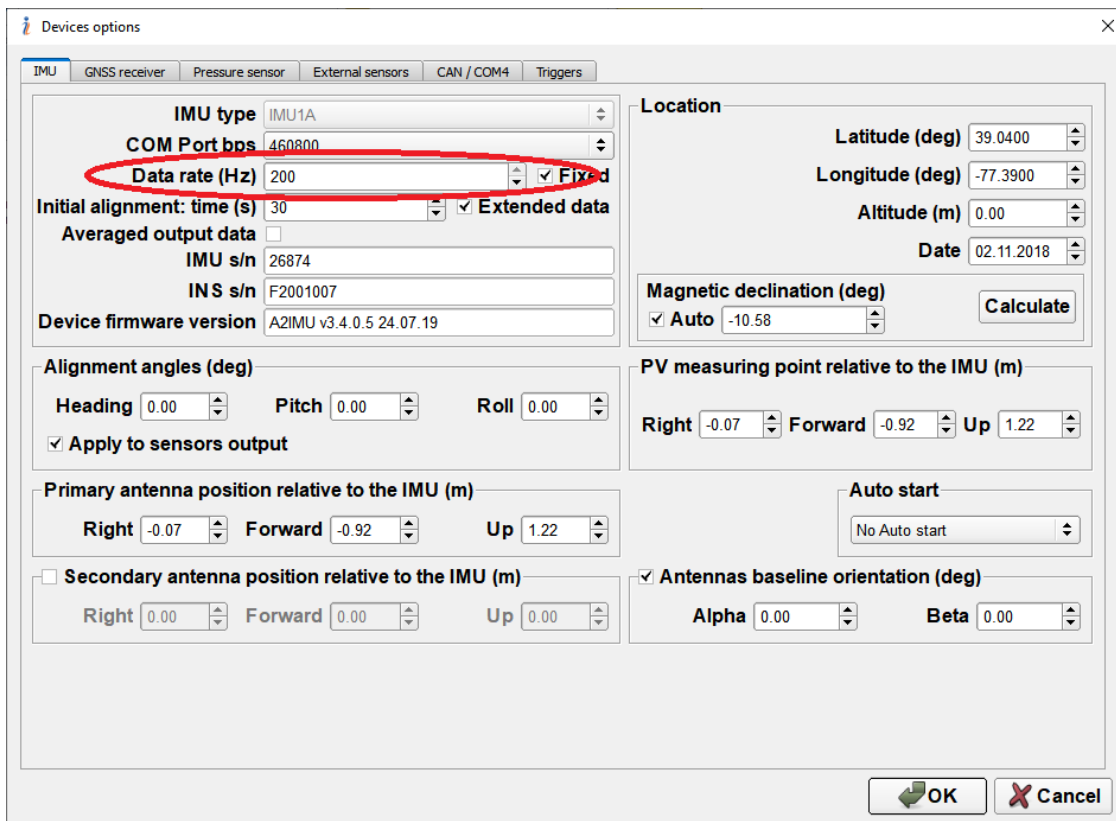 Devices options
IMU
GNSS receiver
Pressure sensor
External sensors
CAN / COM4
Triggers
IMU type IMU1A
COM Port bps 460800
Data rate (Hz) 200 Fixed
Initial alignment: time (s) 30 Extended data
Averaged output data
IMU s/n 26874
INS s/n F2001007
Device firmware version A2IMU v3.4.0.5 24.07.19
Location
Latitude (deg) 39.0400
Longitude (deg) -77.3900
Altitude (m) 0.00
Date 02.11.2018
Magnetic declination (deg)
Auto -10.58
Calculate
Alignment angles (deg)
Heading 0.00 Pitch 0.00 Roll 0.00
Apply to sensors output
PV measuring point relative to the IMU (m)
Right -0.07 Forward -0.92 Up 1.22
Primary antenna position relative to the IMU (m)
Right -0.07 Forward -0.92 Up 1.22
Auto start
No Auto start
Secondary antenna position relative to the IMU (m)
Right 0.00 Forward 0.00 Up 0.00
Antennas baseline orientation (deg)
Alpha 0.00 Beta 0.00
OK
Cancel